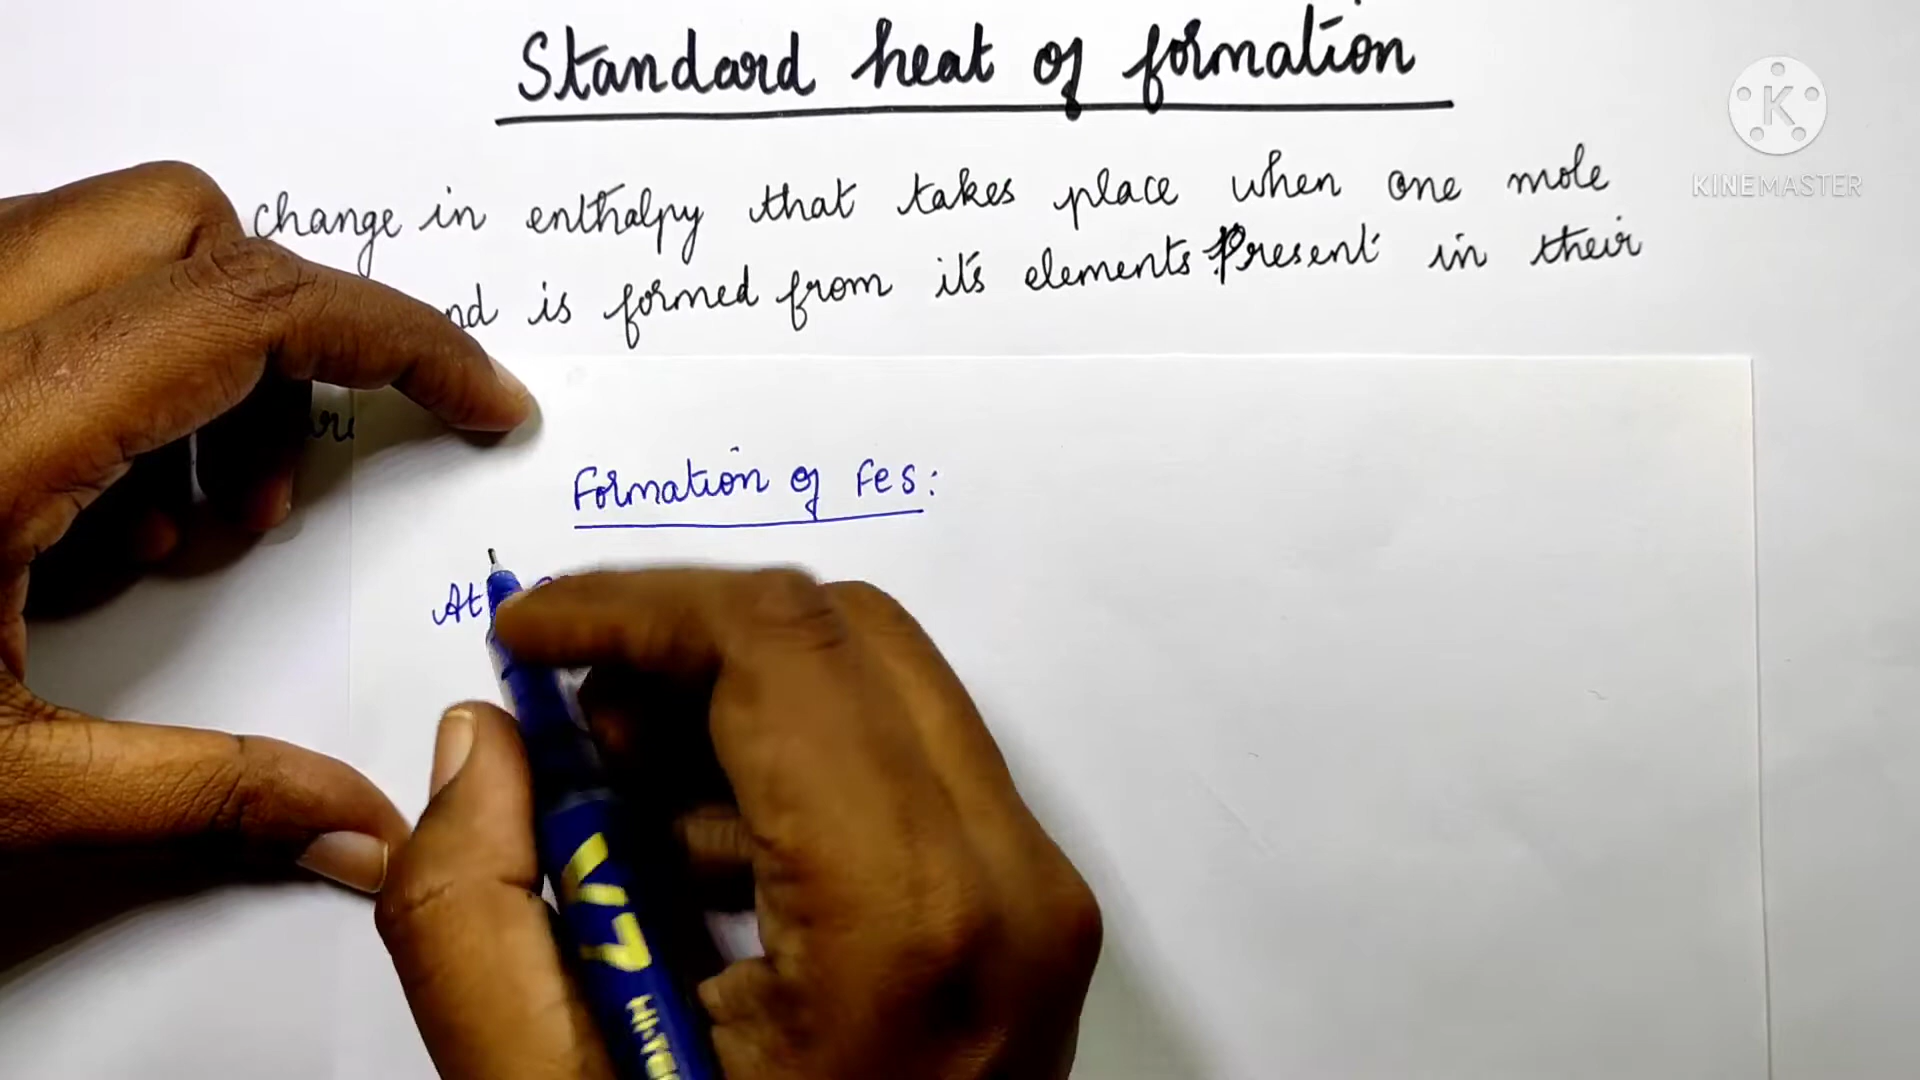 Standard heat of formation
KINEMASTER
change in enthalpy that takes place when one mole
is formed from it's elements Present in their
Formation of Fes:
At
V7